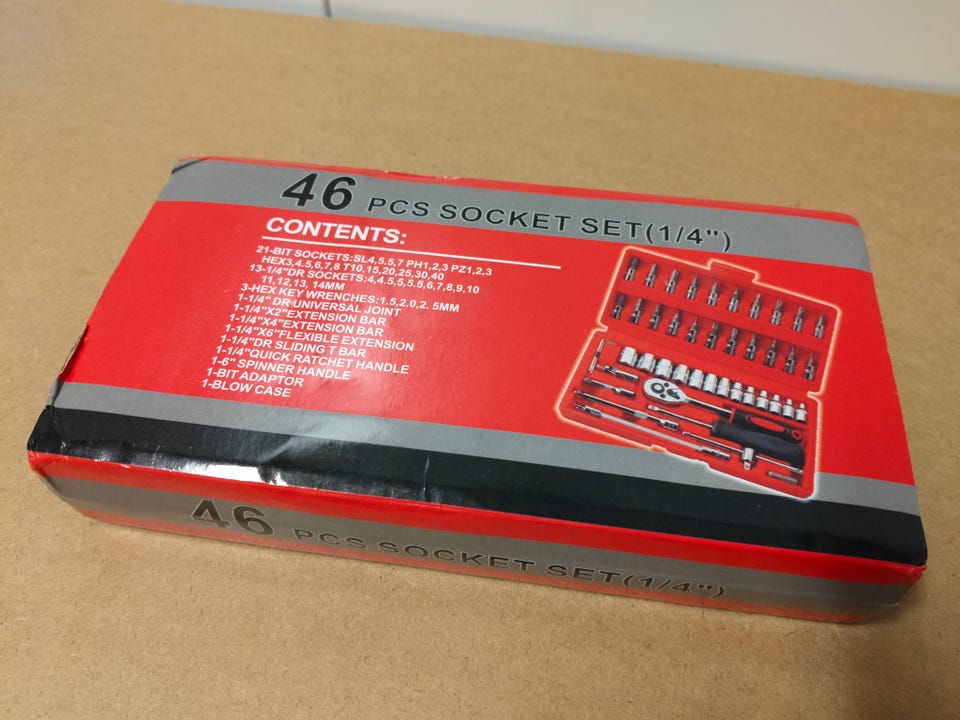 46 PCS SOCKET SET(1/4")
CONTENTS:
21-BIT SOCKETS:SL4,5.5,7 PH1,2,3 PZ1,2,3
HEX3,4.5,6,7,8 T10,15,20,25,30,40
13-1/4"DR SOCKETS:4,4.5,5,5.5,6,7,8,9,10
11,12,13, 14MM
3-HEX KEY WRENCHES:1.5,2.0,2. 5MM
1-1/4" DR UNIVERSAL JOINT
1-1/4"X2"EXTENSION BAR
1-1/4"X4"EXTENSION BAR
1-1/4"X6"FLEXIBLE EXTENSION
1-1/4"DR SLIDING T BAR
1-1/4"QUICK RATCHET HANDLE
1-6" SPINNER HANDLE
1-BIT ADAPTOR
1-BLOW CASE
46 PCS SOCKET SET(1/4")